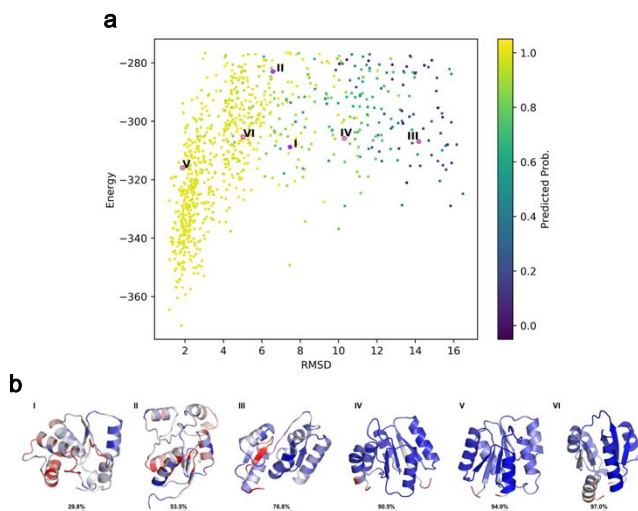 a
−280
−300
−320
−340
−360
Energy
2
4
6
8
10
12
14
16
RMSD
II
VI
I
IV
III
V
1.0
0.8
0.6
0.4
0.2
0.0
Predicted Prob.
b
I
II
III
IV
V
VI
29.8%
53.5%
76.8%
90.5%
94.0%
97.0%